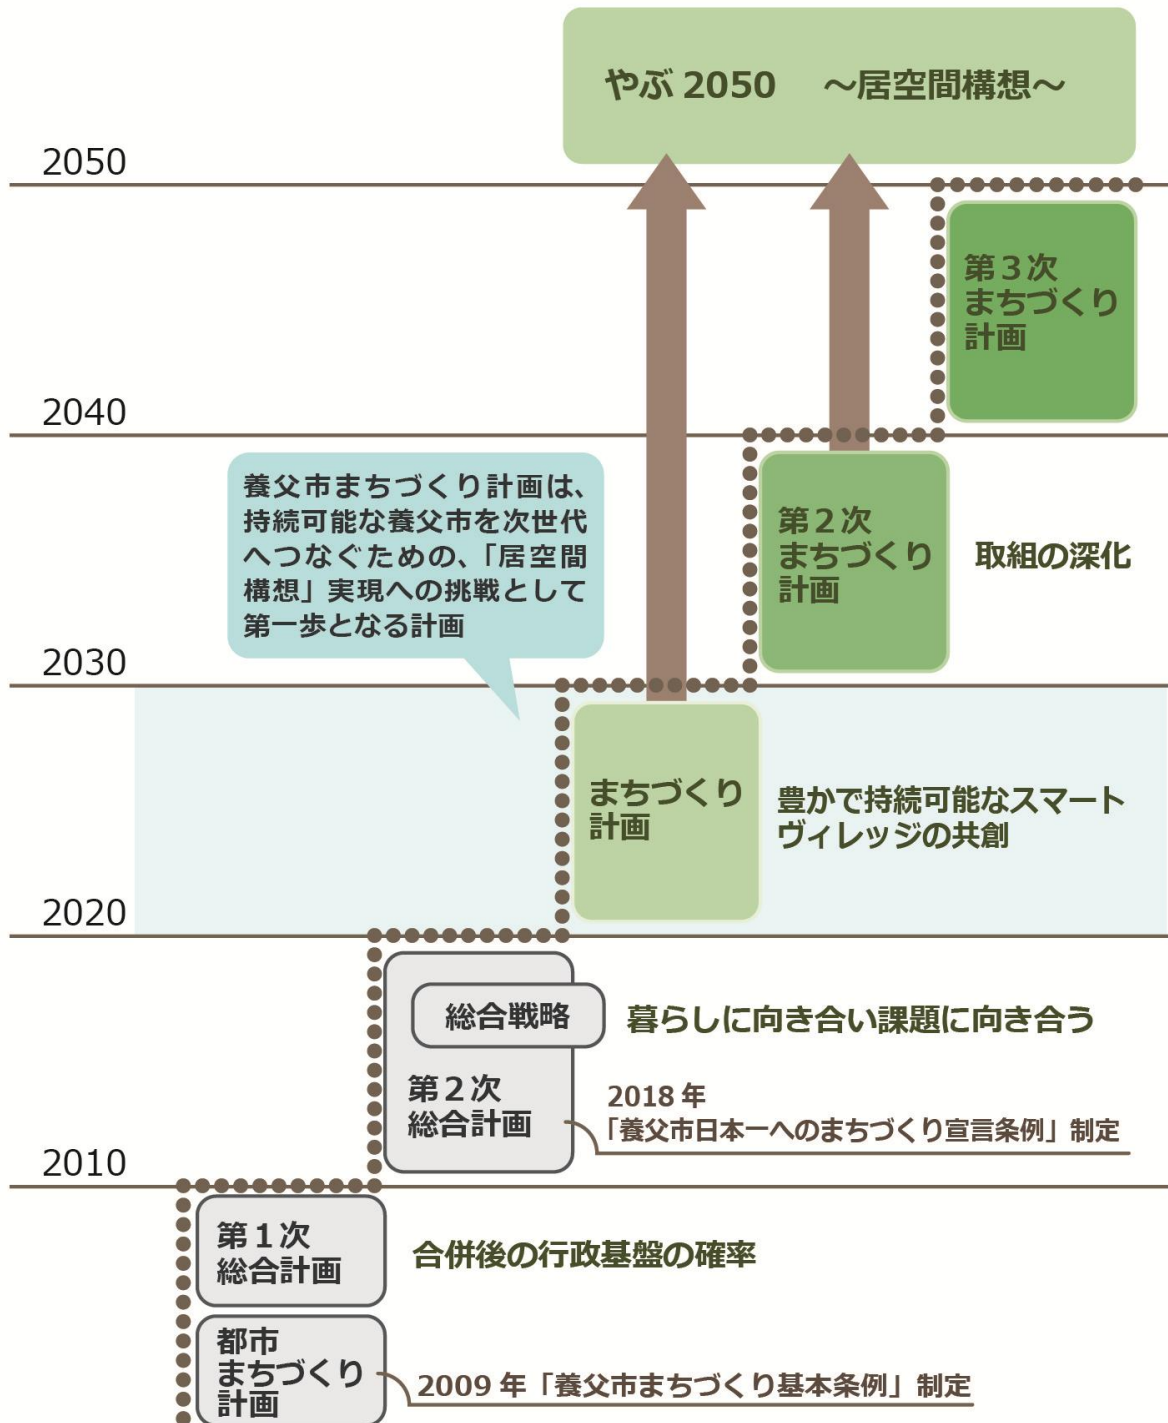 やぶ 2050　～居空間構想～
2050
第３次
まちづくり
計画
2040
養父市まちづくり計画は、
持続可能な養父市を次世代
へつなぐための、「居空間
構想」実現への挑戦として
第一歩となる計画
第２次
まちづくり
計画
取組の深化
2030
まちづくり
計画
豊かで持続可能なスマート
ヴィレッジの共創
2020
総合戦略
暮らしに向き合い課題に向き合う
第２次
総合計画
2018 年
「養父市日本一へのまちづくり宣言条例」制定
2010
第１次
総合計画
合併後の行政基盤の確率
都市
まちづくり
計画
2009 年「養父市まちづくり基本条例」制定